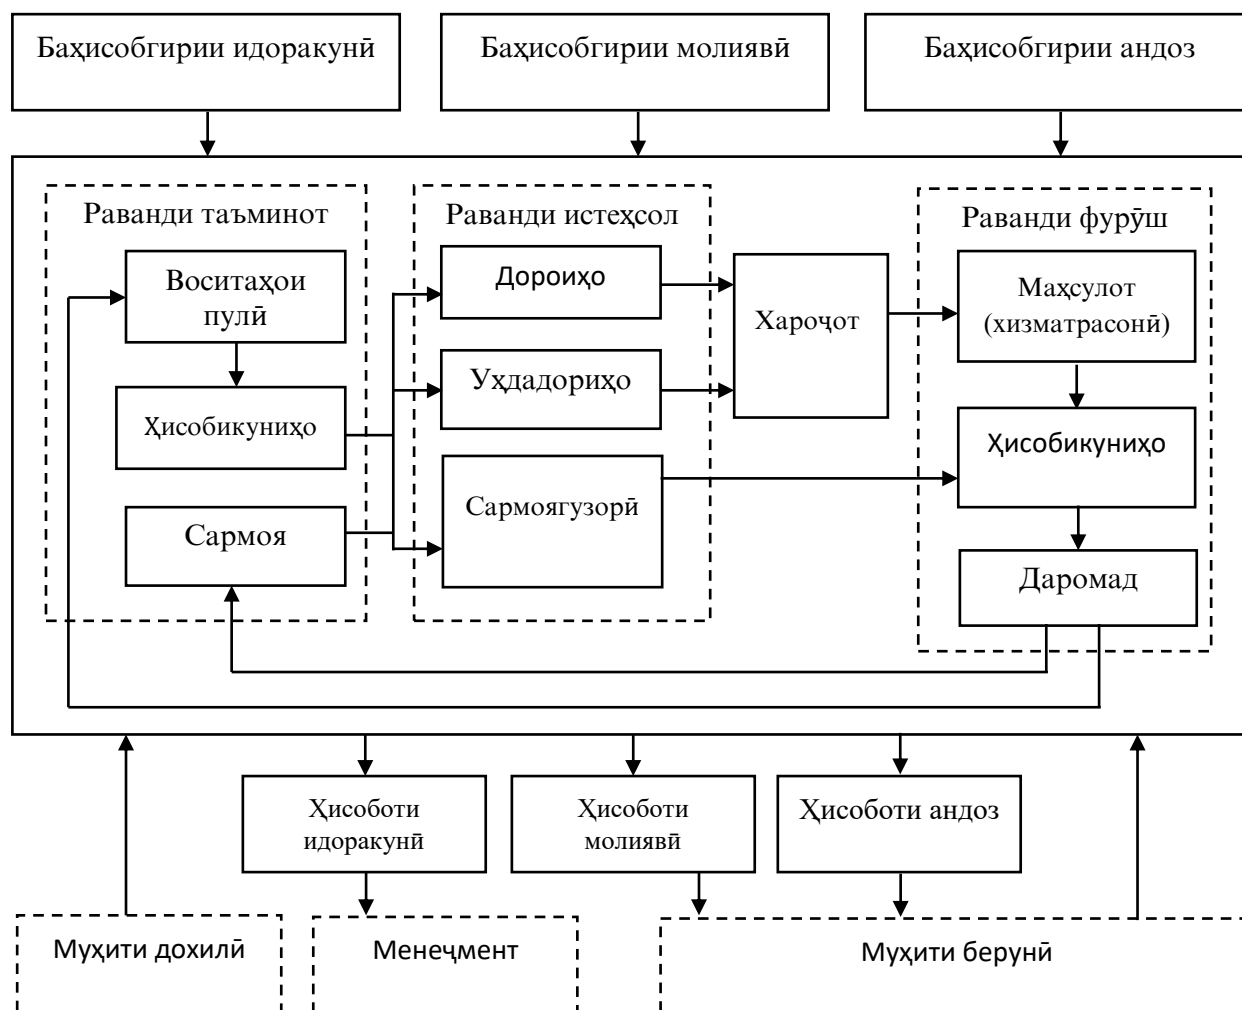 Баҳисобгирии идоракунӣ
Баҳисобгирии молиявӣ
Баҳисобгирии андоз
Раванди таъминот
Воситаҳои
пулӣ
Ҳисобикуниҳо
Сармоя
Раванди истеҳсол
Дороиҳо
Уҳдадориҳо
Сармоягузорӣ
Хароҷот
Раванди фурӯш
Маҳсулот
(хизматрасонӣ)
Ҳисобикуниҳо
Даромад
Ҳисоботи
идоракунӣ
Ҳисоботи
молиявӣ
Ҳисоботи андоз
Муҳити дохилӣ
Менеҷмент
Муҳити берунӣ